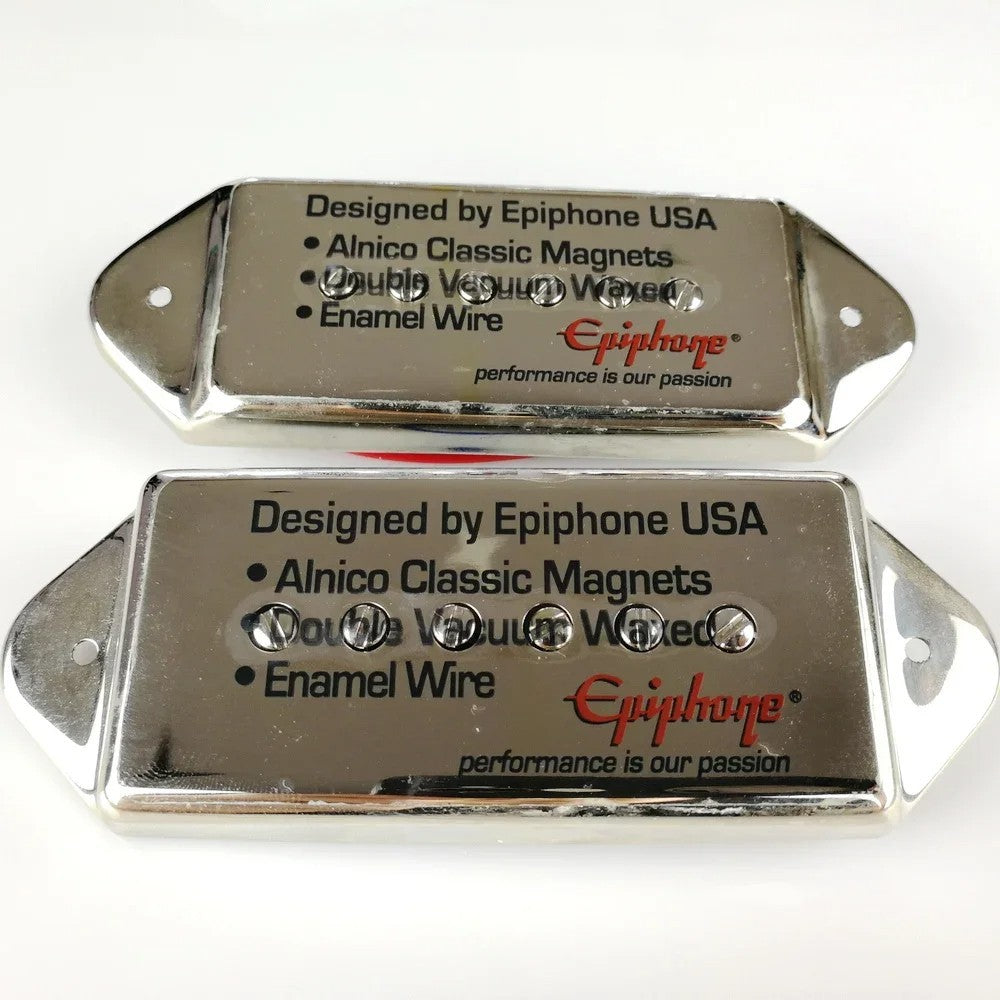 Designed by Epiphone USA
• Alnico Classic Magnets
• Double Vacuum Waxed
• Enamel Wire
Epiphone®
performance is our passion
Designed by Epiphone USA
• Alnico Classic Magnets
• Double Vacuum Waxed
• Enamel Wire
Epiphone®
performance is our passion